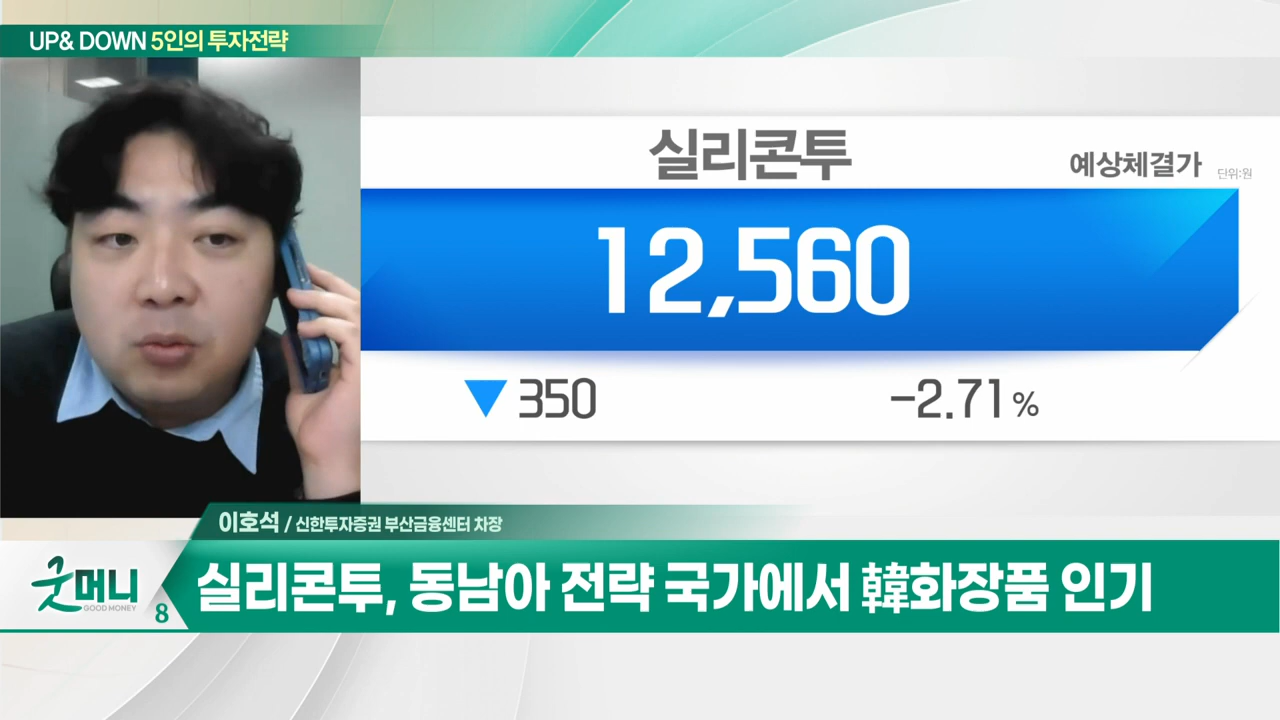 UP& DOWN 5인의 투자전략
실리콘투
예상체결가 단위:원
12,560
▼350 -2.71%
이호석 / 신한투자증권 부산금융센터 차장
굿머니
GOOD MONEY
8
실리콘투, 동남아 전략 국가에서 韓화장품 인기